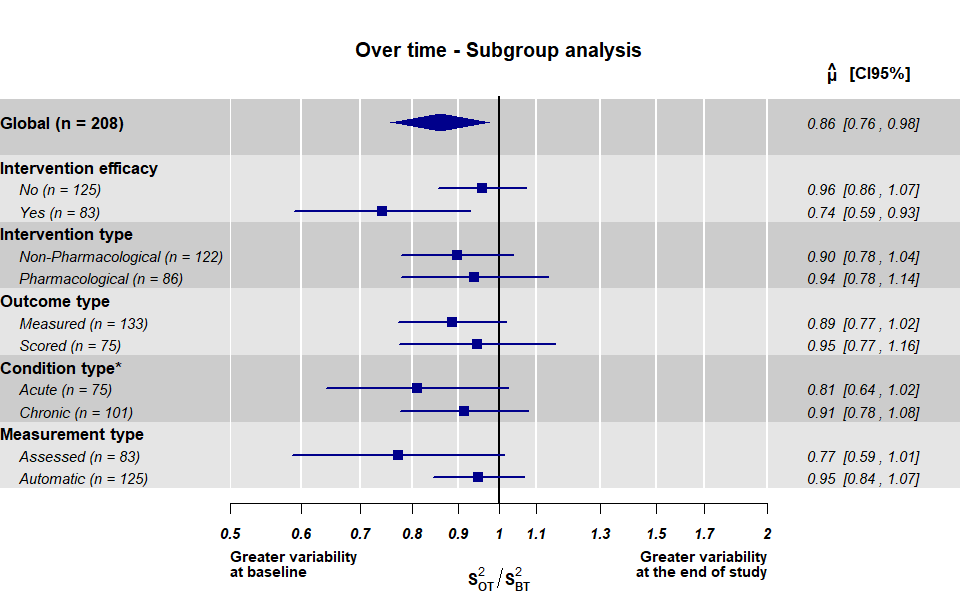 Over time - Subgroup analysis
μ̂ [CI95%]
Global (n = 208) 0.86 [0.76 , 0.98]
Intervention efficacy
No (n = 125) 0.96 [0.86 , 1.07]
Yes (n = 83) 0.74 [0.59 , 0.93]
Intervention type
Non-Pharmacological (n = 122) 0.90 [0.78 , 1.04]
Pharmacological (n = 86) 0.94 [0.78 , 1.14]
Outcome type
Measured (n = 133) 0.89 [0.77 , 1.02]
Scored (n = 75) 0.95 [0.77 , 1.16]
Condition type*
Acute (n = 75) 0.81 [0.64 , 1.02]
Chronic (n = 101) 0.91 [0.78 , 1.08]
Measurement type
Assessed (n = 83) 0.77 [0.59 , 1.01]
Automatic (n = 125) 0.95 [0.84 , 1.07]
0.5 0.6 0.7 0.8 0.9 1 1.1 1.3 1.5 1.7 2
Greater variability
at baseline
Greater variability
at the end of study
S²OT / S²BT